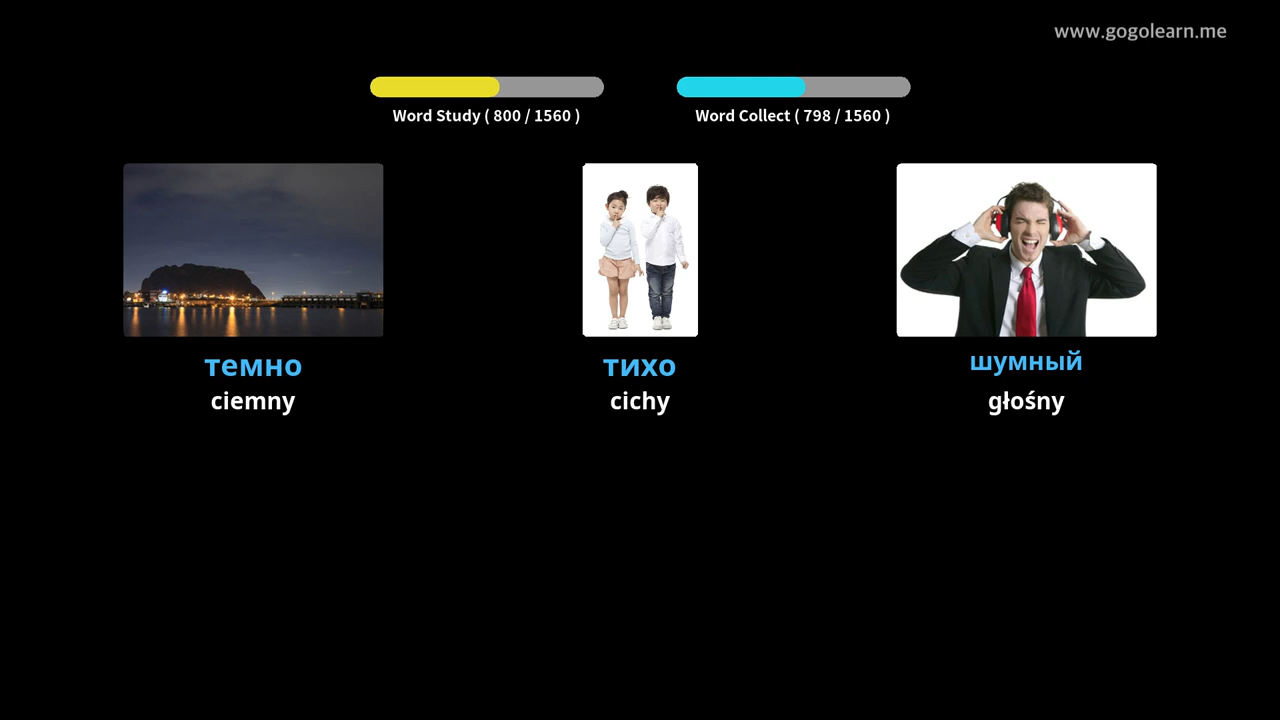 www.gogolearn.me
Word Study ( 800 / 1560 )
Word Collect ( 798 / 1560 )
темно
ciemny
тихо
cichy
шумный
głośny